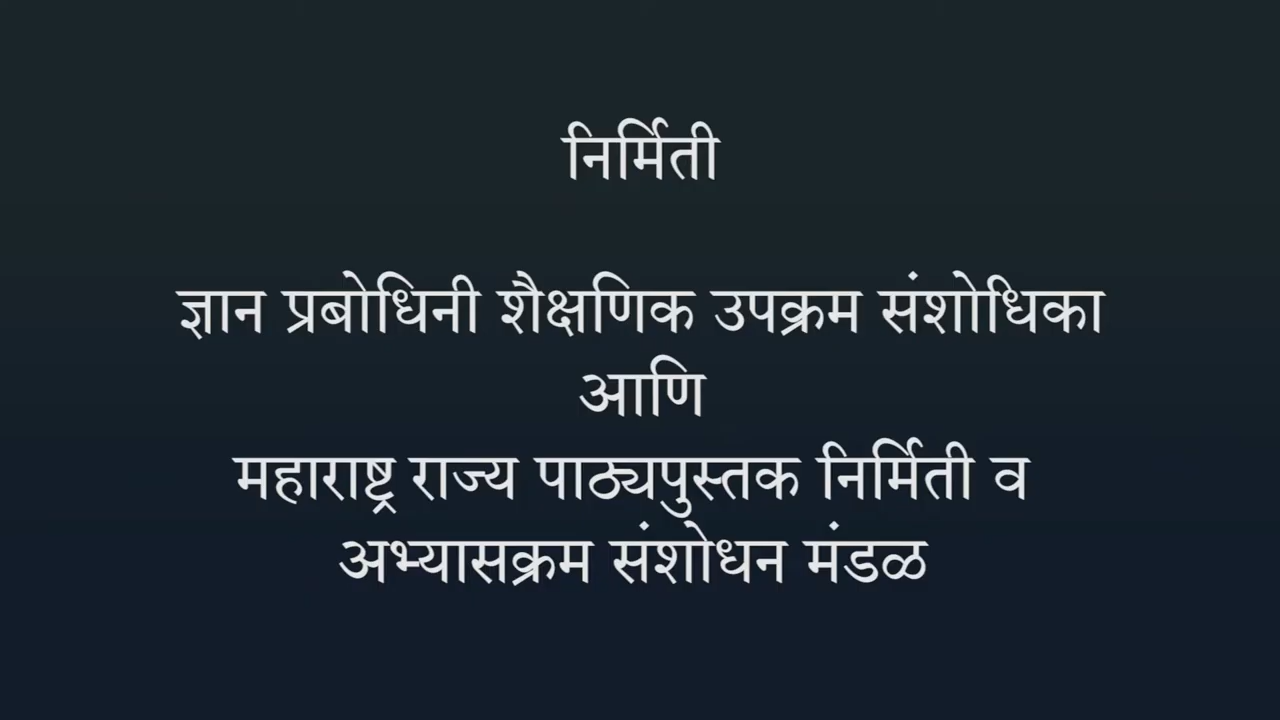 निर्मिती
ज्ञान प्रबोधिनी शैक्षणिक उपक्रम संशोधिका
आणि
महाराष्ट्र राज्य पाठ्यपुस्तक निर्मिती व
अभ्यासक्रम संशोधन मंडळ